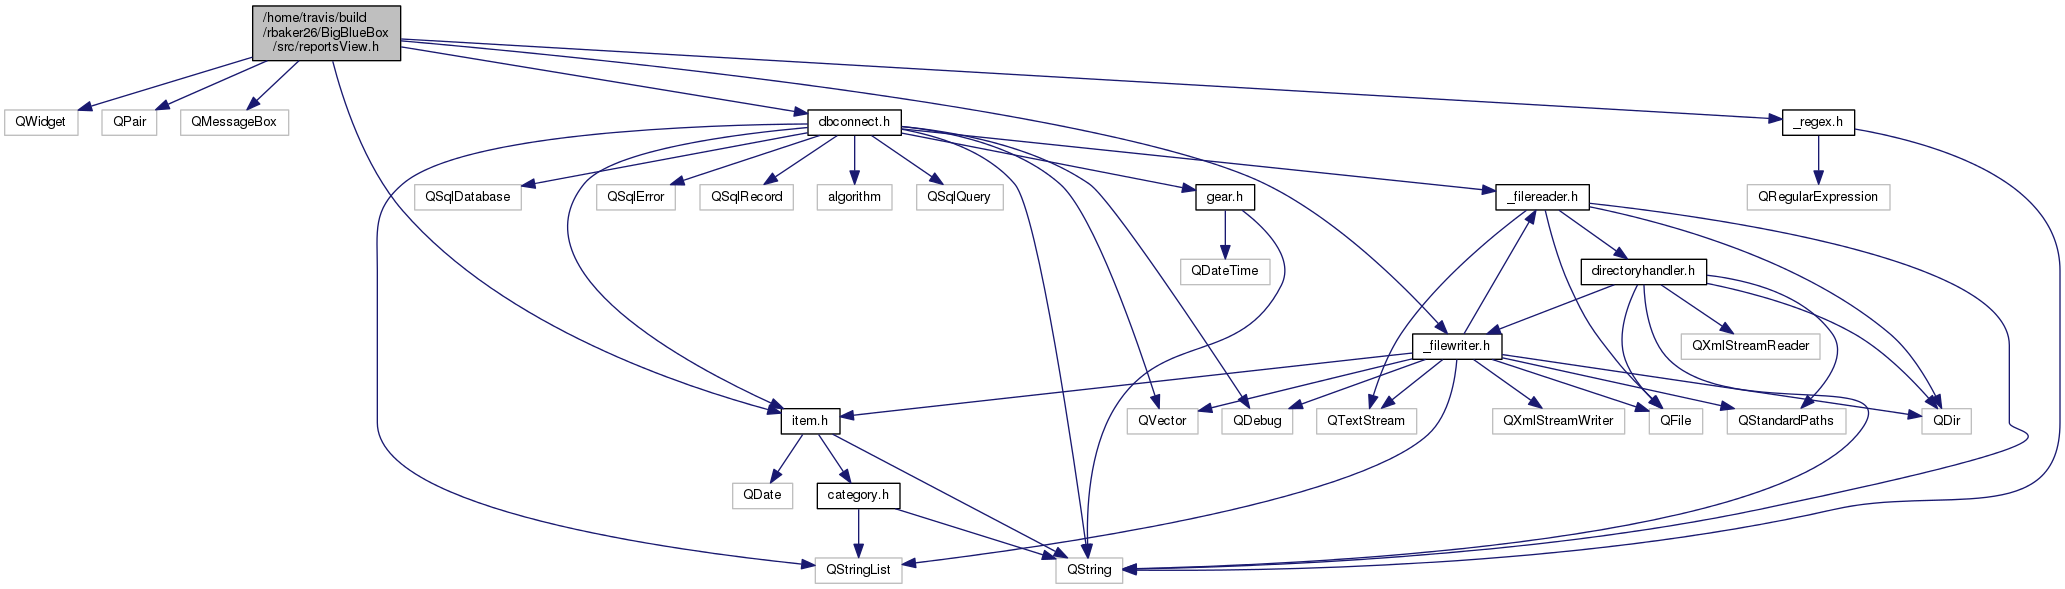 /home/travis/build
/rbaker26/BigBlueBox
/src/reportsView.h
QWidget
QPair
QMessageBox
dbconnect.h
_regex.h
QSqlDatabase
QSqlError
QSqlRecord
algorithm
QSqlQuery
gear.h
_filereader.h
QRegularExpression
QDateTime
directoryhandler.h
_filewriter.h
QXmlStreamReader
item.h
QVector
QDebug
QTextStream
QXmlStreamWriter
QFile
QStandardPaths
QDir
QDate
category.h
QStringList
QString